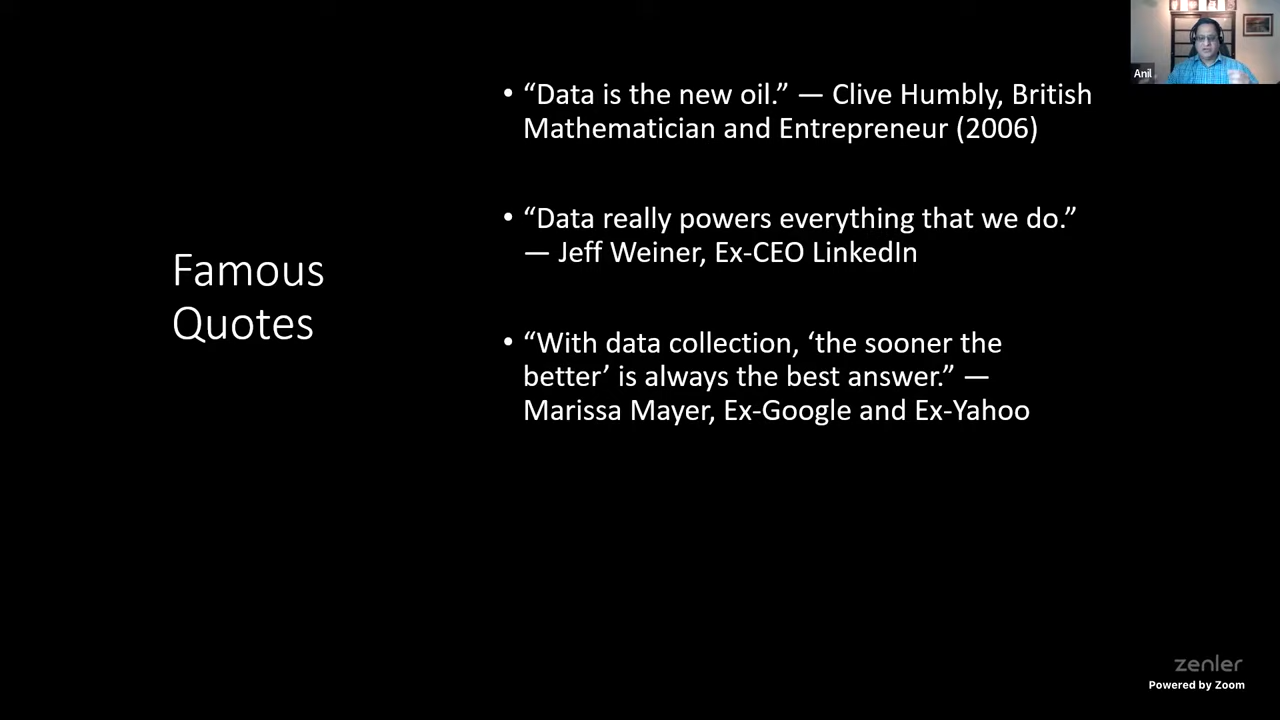 Anil
Famous
Quotes
• “Data is the new oil.” — Clive Humbly, British
Mathematician and Entrepreneur (2006)
• “Data really powers everything that we do.”
— Jeff Weiner, Ex-CEO LinkedIn
• “With data collection, ‘the sooner the
better’ is always the best answer.” —
Marissa Mayer, Ex-Google and Ex-Yahoo
zenler
Powered by Zoom